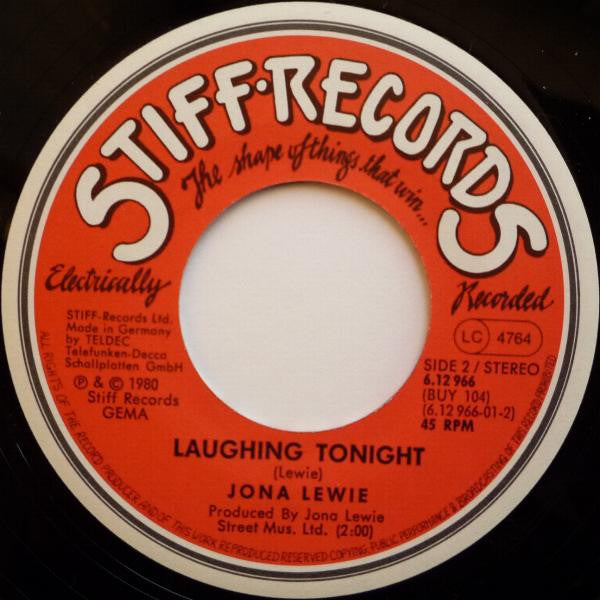 STIFF·RECORDS
The shape of things that win...
Electrically
Recorded
STIFF-Records Ltd.
Made in Germany
by TELDEC
Telefunken-Decca
Schallplatten GmbH
Ⓟ & © 1980
Stiff Records
GEMA
LC 4764
SIDE 2 / STEREO
6.12 966
(BUY 104)
(6.12 966-01-2)
45 RPM
LAUGHING TONIGHT
(Lewie)
JONA LEWIE
Produced By Jona Lewie
Street Mus. Ltd. (2:00)
ALL RIGHTS OF THE RECORD PRODUCER AND OF THIS WORK REPRODUCED RESERVED COPYING PUBLIC PERFORMANCE & BROADCASTING OF THIS RECORD PROHIBITED